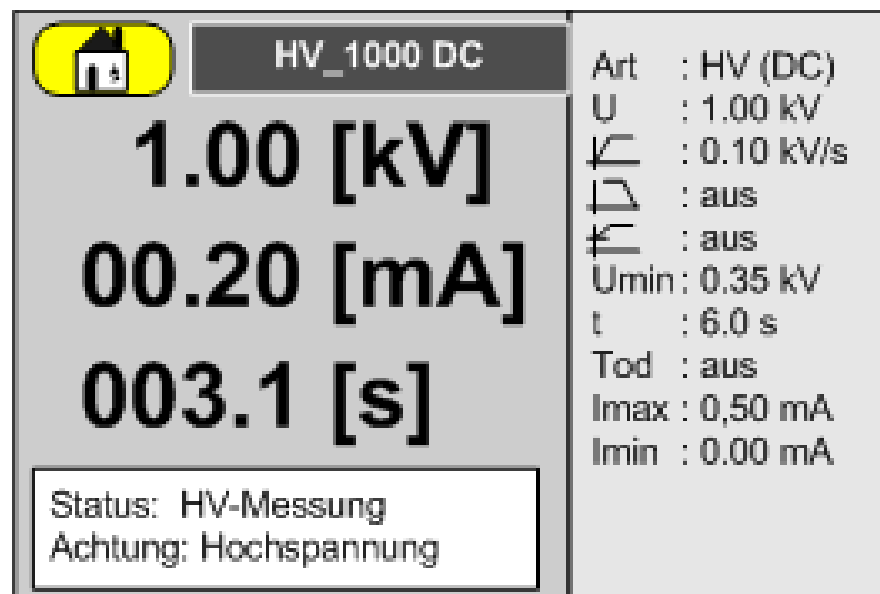 HV_1000 DC
1.00 [kV]
00.20 [mA]
003.1 [s]
Status: HV-Messung
Achtung: Hochspannung
Art : HV (DC)
U : 1.00 kV
: 0.10 kV/s
: aus
: aus
Umin : 0.35 kV
t : 6.0 s
Tod : aus
Imax : 0,50 mA
Imin : 0.00 mA